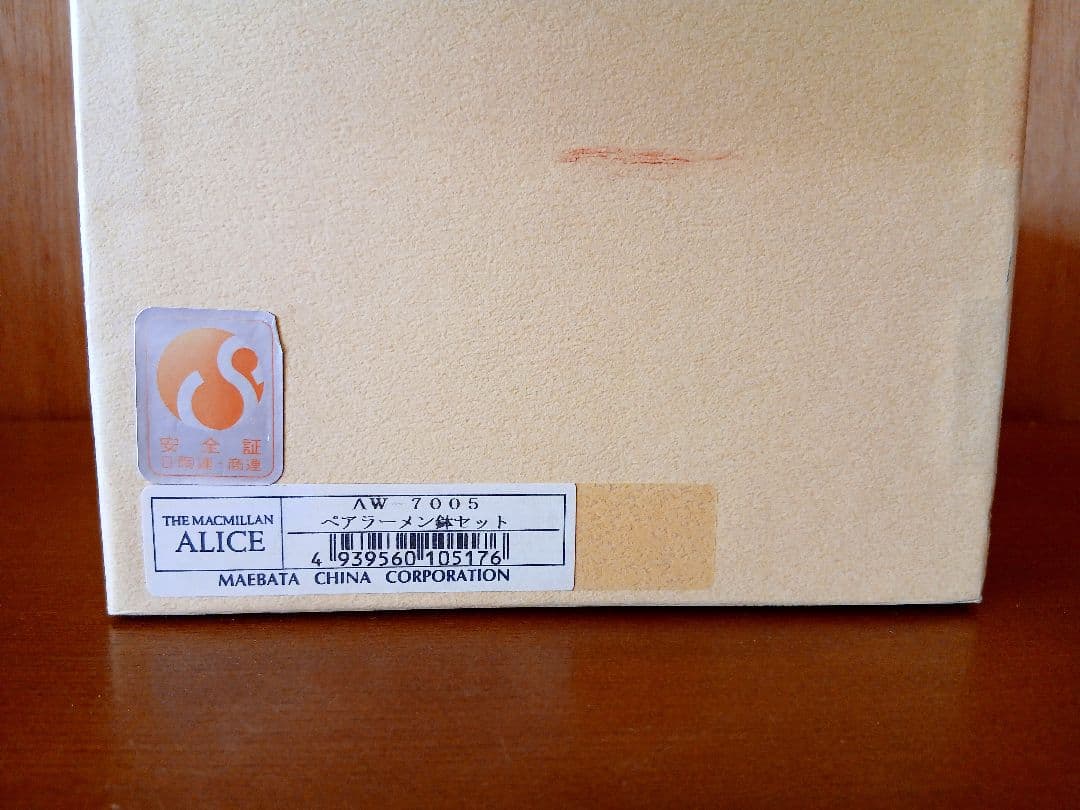 安全証
日陶連・商連
THE MACMILLAN
ALICE
AW-7005
ペアラーメン鉢セット
4 939560 105176
MAEBATA CHINA CORPORATION